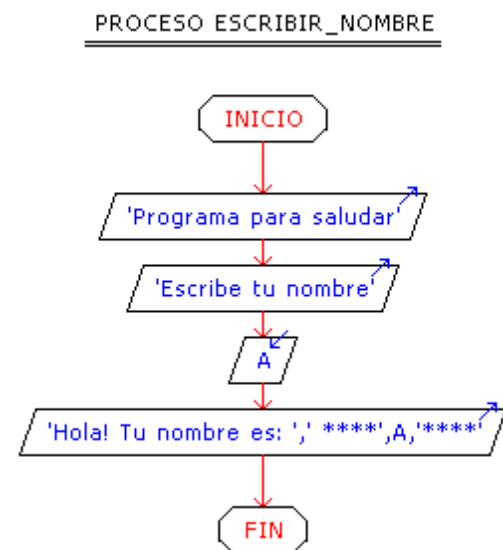 PROCESO ESCRIBIR_NOMBRE
INICIO
'Programa para saludar'
'Escribe tu nombre'
A
'Hola! Tu nombre es: ',' ****',A,'****'
FIN